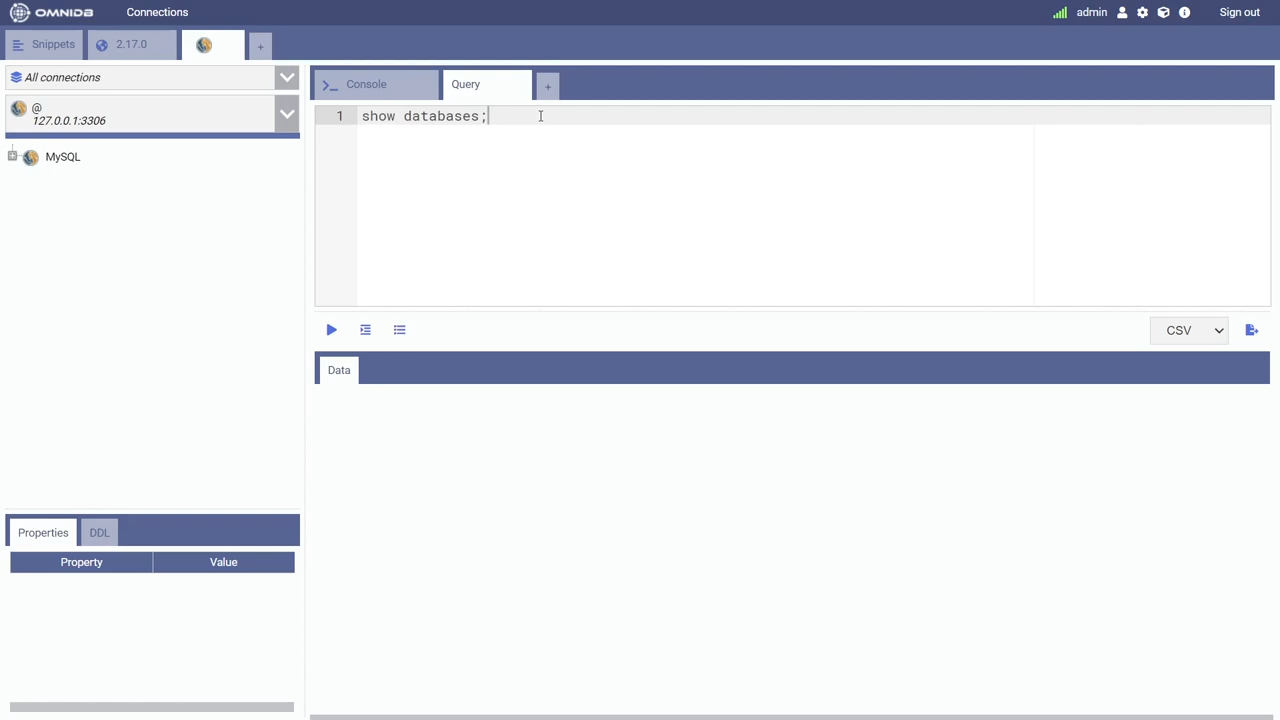 OMNIDB Connections admin Sign out
Snippets 2.17.0 +
All connections
@
127.0.0.1:3306
MySQL
Properties DDL
Property Value
Console Query +
1 show databases;
CSV
Data